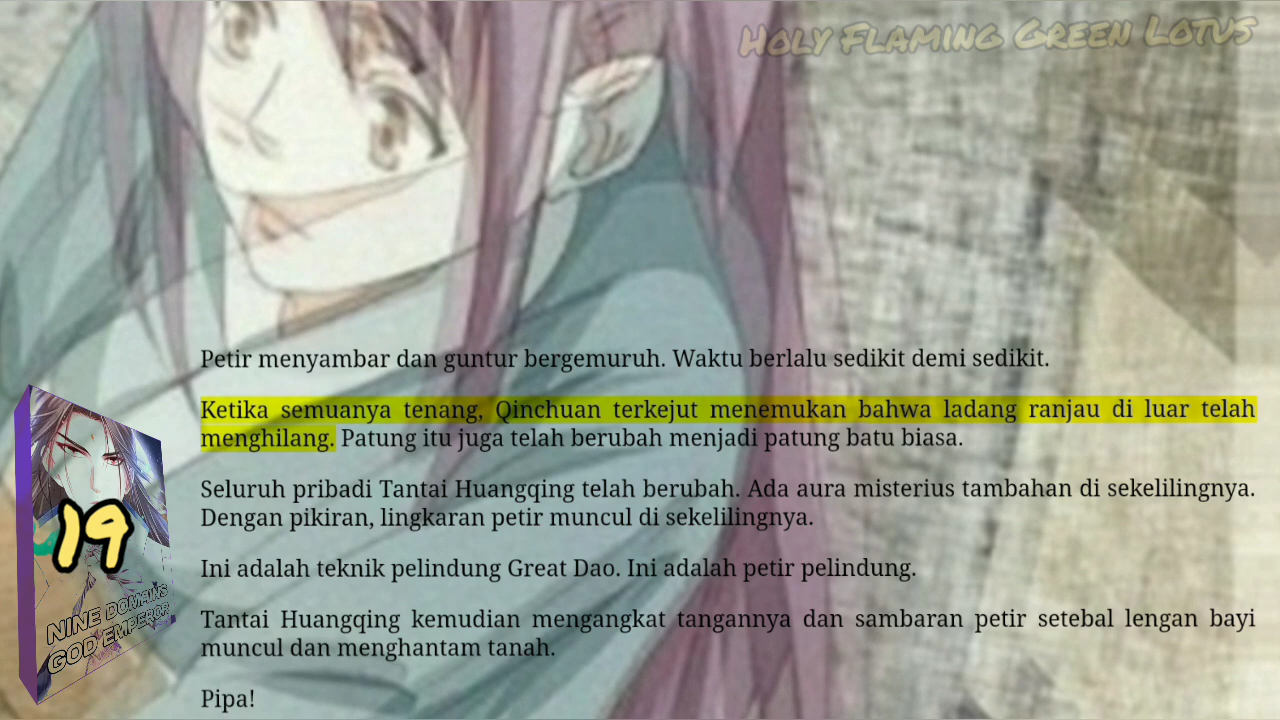 Holy Flaming Green Lotus
Petir menyambar dan guntur bergemuruh. Waktu berlalu sedikit demi sedikit.
Ketika semuanya tenang, Qinchuan terkejut menemukan bahwa ladang ranjau di luar telah
menghilang. Patung itu juga telah berubah menjadi patung batu biasa.
Seluruh pribadi Tantai Huangqing telah berubah. Ada aura misterius tambahan di sekelilingnya.
Dengan pikiran, lingkaran petir muncul di sekelilingnya.
Ini adalah teknik pelindung Great Dao. Ini adalah petir pelindung.
Tantai Huangqing kemudian mengangkat tangannya dan sambaran petir setebal lengan bayi
muncul dan menghantam tanah.
Pipa!
19
NINE DOMAINS
GOD EMPEROR